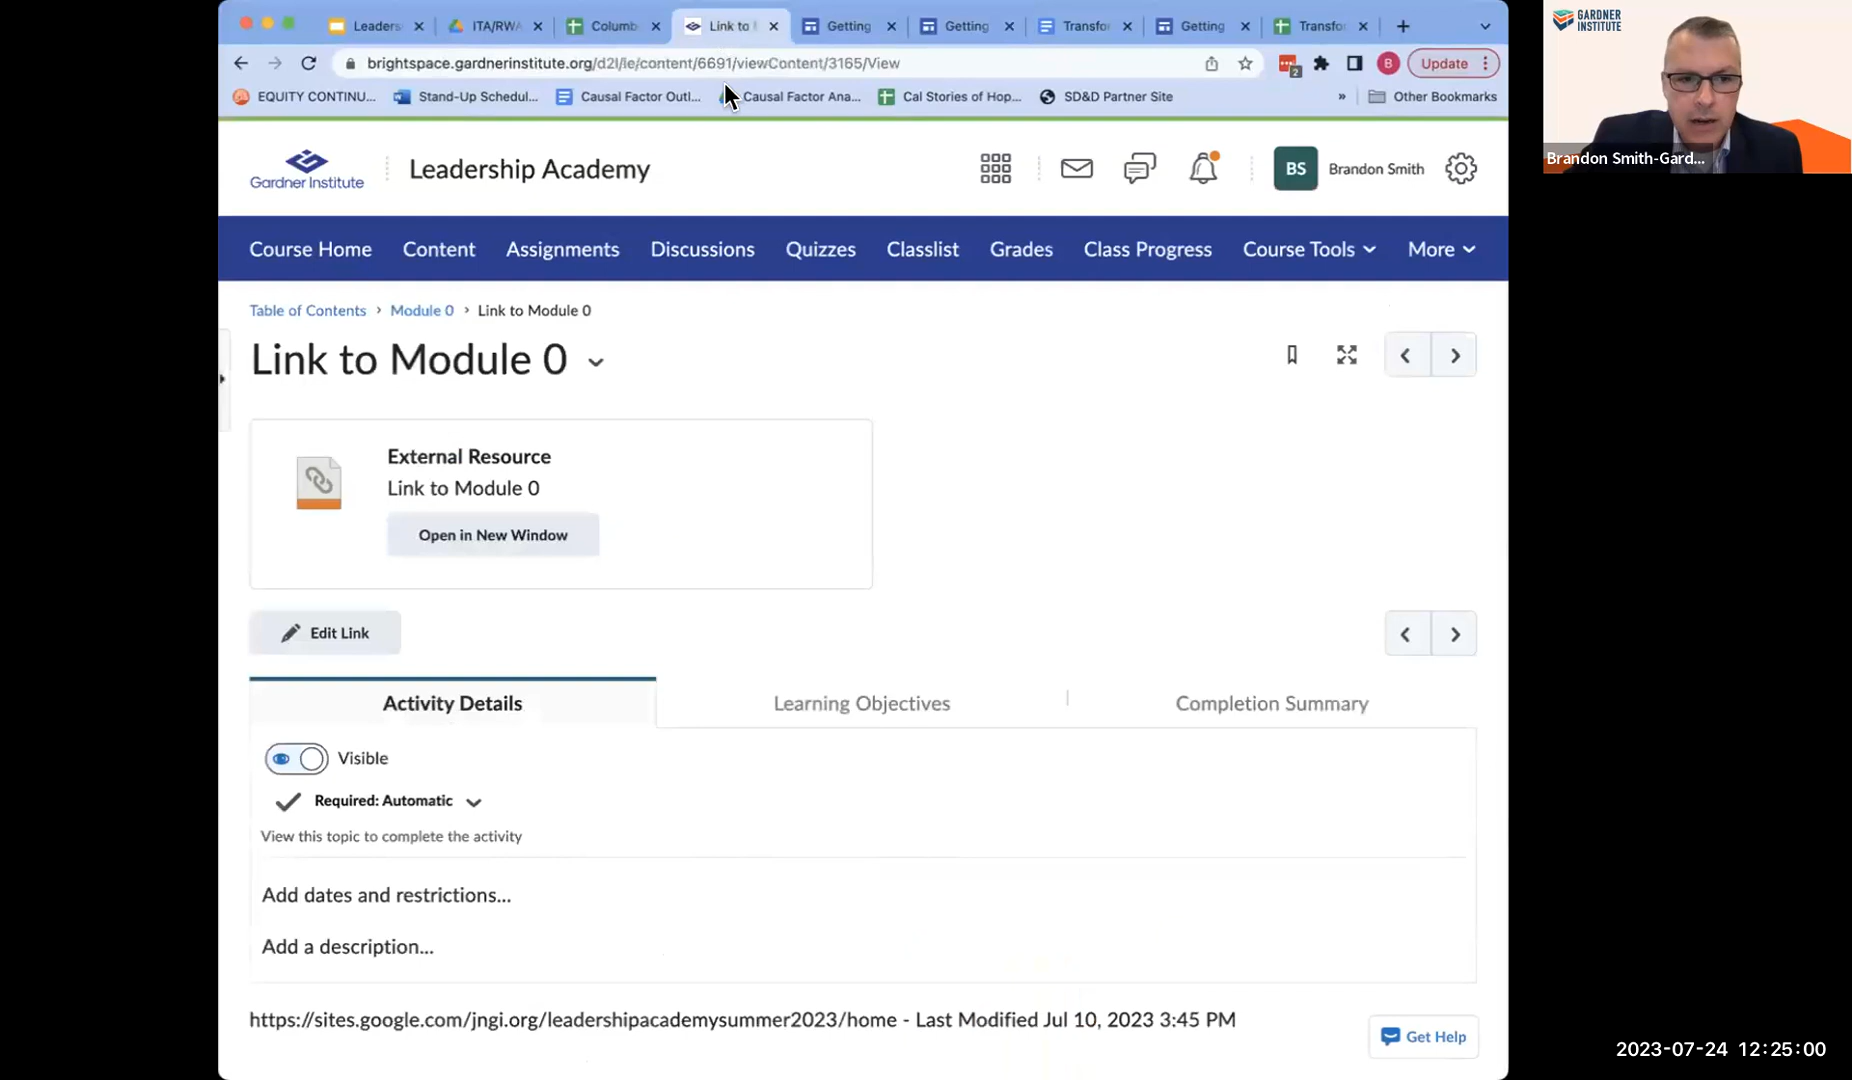 Leaders
ITA/RWA
Columb
Link to
Getting
Getting
Transfo
Getting
Transfo
brightspace.gardnerinstitute.org/d2l/le/content/6691/viewContent/3165/View
2
B
Update
EQUITY CONTINU...
Stand-Up Schedul...
Causal Factor Outl...
Causal Factor Ana...
Cal Stories of Hop...
SD&D Partner Site
»
Other Bookmarks
GARDNER
INSTITUTE
Brandon Smith-Gard...
Gardner Institute
Leadership Academy
BS
Brandon Smith
Course Home
Content
Assignments
Discussions
Quizzes
Classlist
Grades
Class Progress
Course Tools
More
Table of Contents › Module 0 › Link to Module 0
Link to Module 0
External Resource
Link to Module 0
Open in New Window
Edit Link
Activity Details
Learning Objectives
Completion Summary
Visible
Required: Automatic
View this topic to complete the activity
Add dates and restrictions...
Add a description...
https://sites.google.com/jngi.org/leadershipacademysummer2023/home - Last Modified Jul 10, 2023 3:45 PM
Get Help
2023-07-24 12:25:00